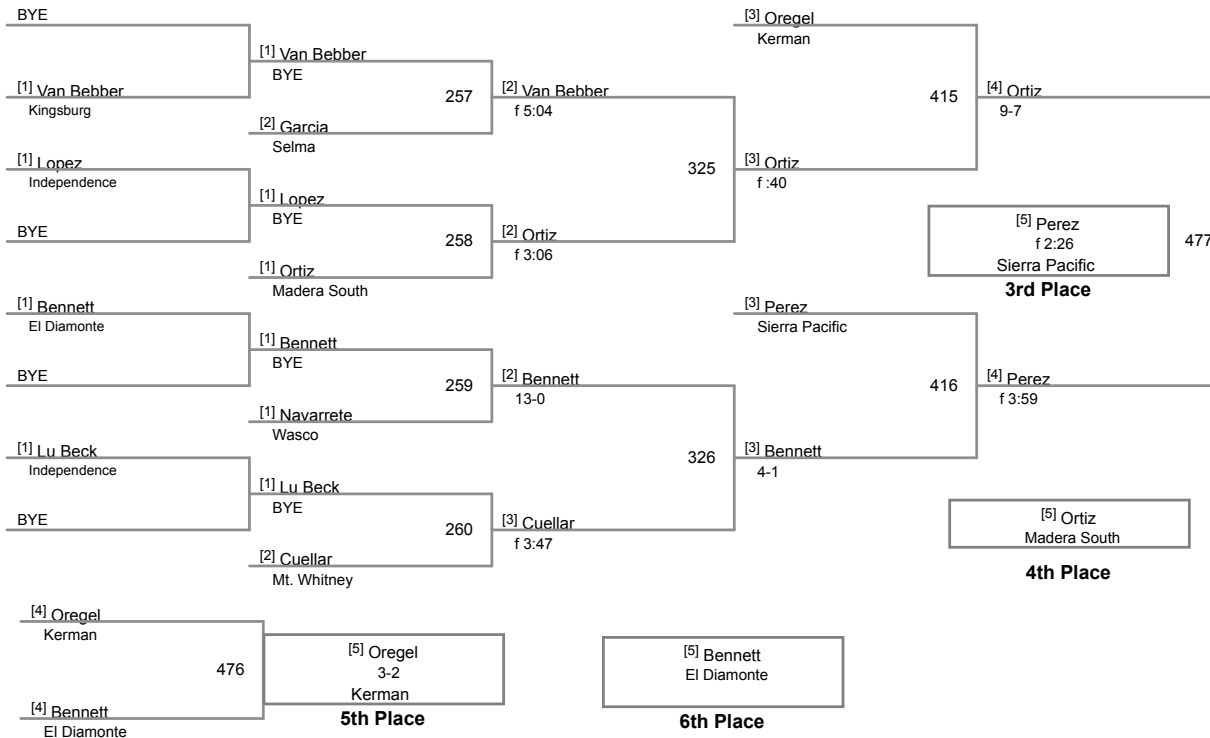 BYE
[1] Van Bebber
Kingsburg
[1] Lopez
Independence
BYE
[1] Bennett
El Diamonte
BYE
[1] Lu Beck
Independence
BYE
[1] Van Bebber
BYE
257
[2] Garcia
Selma
[1] Lopez
BYE
258
[1] Ortiz
Madera South
[1] Bennett
BYE
259
[1] Navarrete
Wasco
[1] Lu Beck
BYE
260
[2] Cuellar
Mt. Whitney
[2] Van Bebber
f 5:04
325
[2] Ortiz
f 3:06
[2] Bennett
13-0
326
[3] Cuellar
f 3:47
[3] Oregel
Kerman
415
[3] Ortiz
f :40
[3] Perez
Sierra Pacific
416
[3] Bennett
4-1
[4] Ortiz
9-7
[5] Perez
f 2:26
Sierra Pacific
477
3rd Place
[4] Perez
f 3:59
[5] Ortiz
Madera South
4th Place
[4] Oregel
Kerman
476
[4] Bennett
El Diamonte
[5] Oregel
3-2
Kerman
5th Place
[5] Bennett
El Diamonte
6th Place